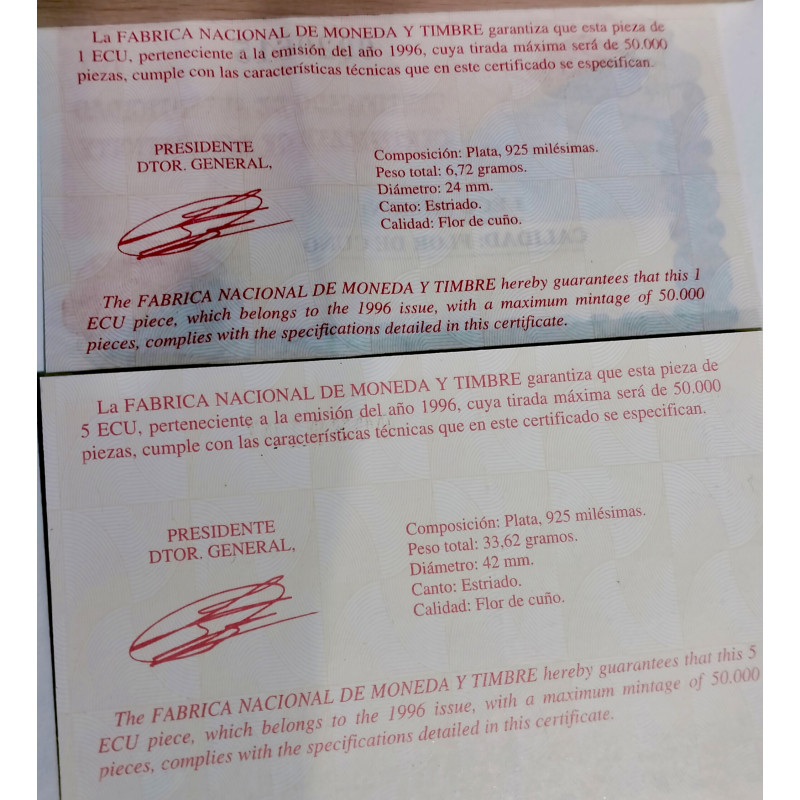 La FABRICA NACIONAL DE MONEDA Y TIMBRE garantiza que esta pieza de
1 ECU, perteneciente a la emisión del año 1996, cuya tirada máxima será de 50.000
piezas, cumple con las características técnicas que en este certificado se especifican.
PRESIDENTE
DTOR. GENERAL,
Composición: Plata, 925 milésimas.
Peso total: 6,72 gramos.
Diámetro: 24 mm.
Canto: Estriado.
Calidad: Flor de cuño.
The FABRICA NACIONAL DE MONEDA Y TIMBRE hereby guarantees that this 1
ECU piece, which belongs to the 1996 issue, with a maximum mintage of 50.000
pieces, complies with the specifications detailed in this certificate.
La FABRICA NACIONAL DE MONEDA Y TIMBRE garantiza que esta pieza de
5 ECU, perteneciente a la emisión del año 1996, cuya tirada máxima será de 50.000
piezas, cumple con las características técnicas que en este certificado se especifican.
PRESIDENTE
DTOR. GENERAL,
Composición: Plata, 925 milésimas.
Peso total: 33,62 gramos.
Diámetro: 42 mm.
Canto: Estriado.
Calidad: Flor de cuño.
The FABRICA NACIONAL DE MONEDA Y TIMBRE hereby guarantees that this 5
ECU piece, which belongs to the 1996 issue, with a maximum mintage of 50.000
pieces, complies with the specifications detailed in this certificate.